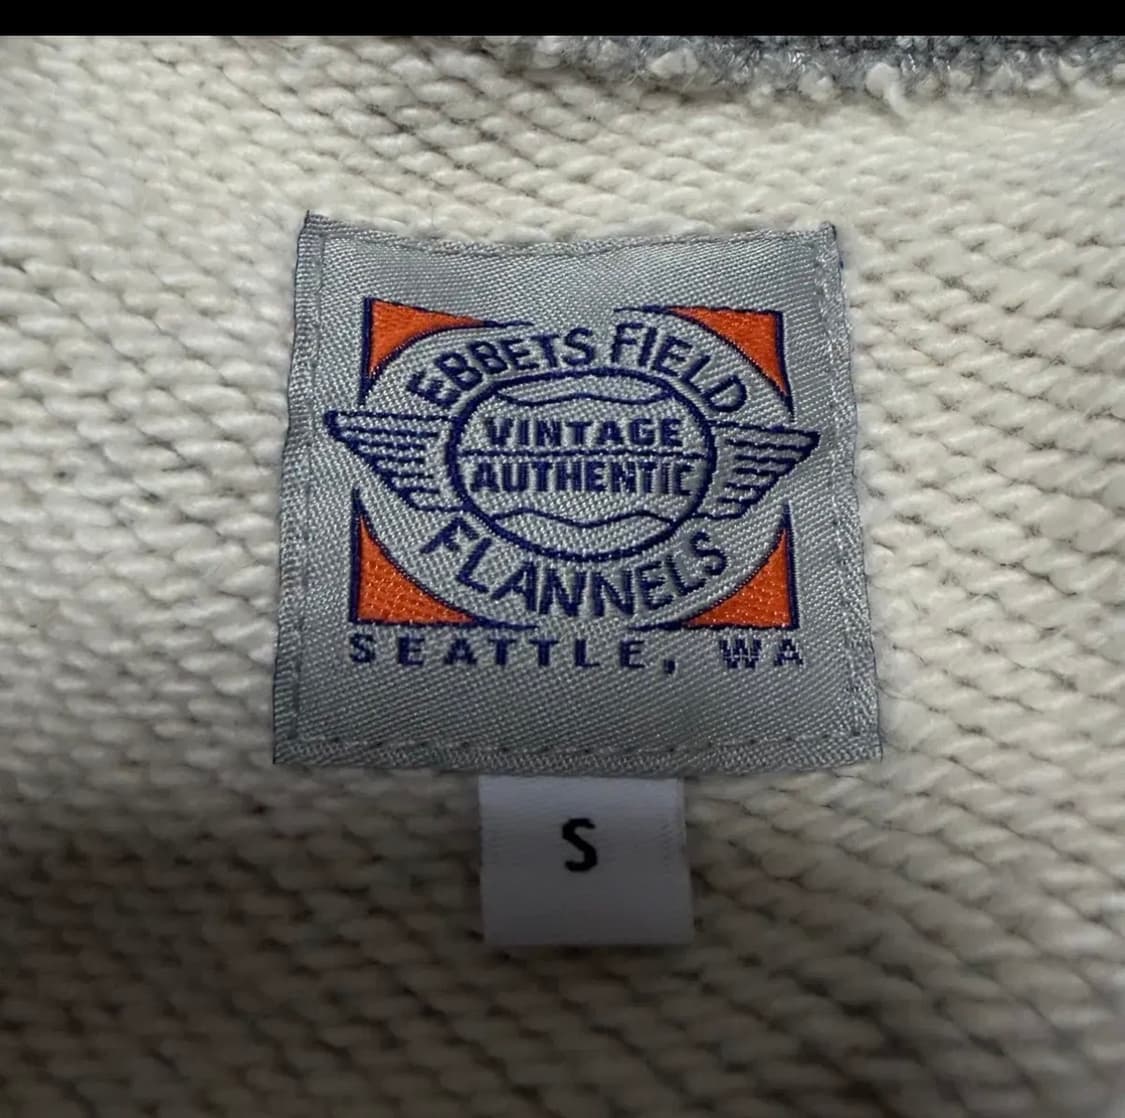 EBBETS FIELD
VINTAGE
AUTHENTIC
FLANNELS
SEATTLE, WA
S